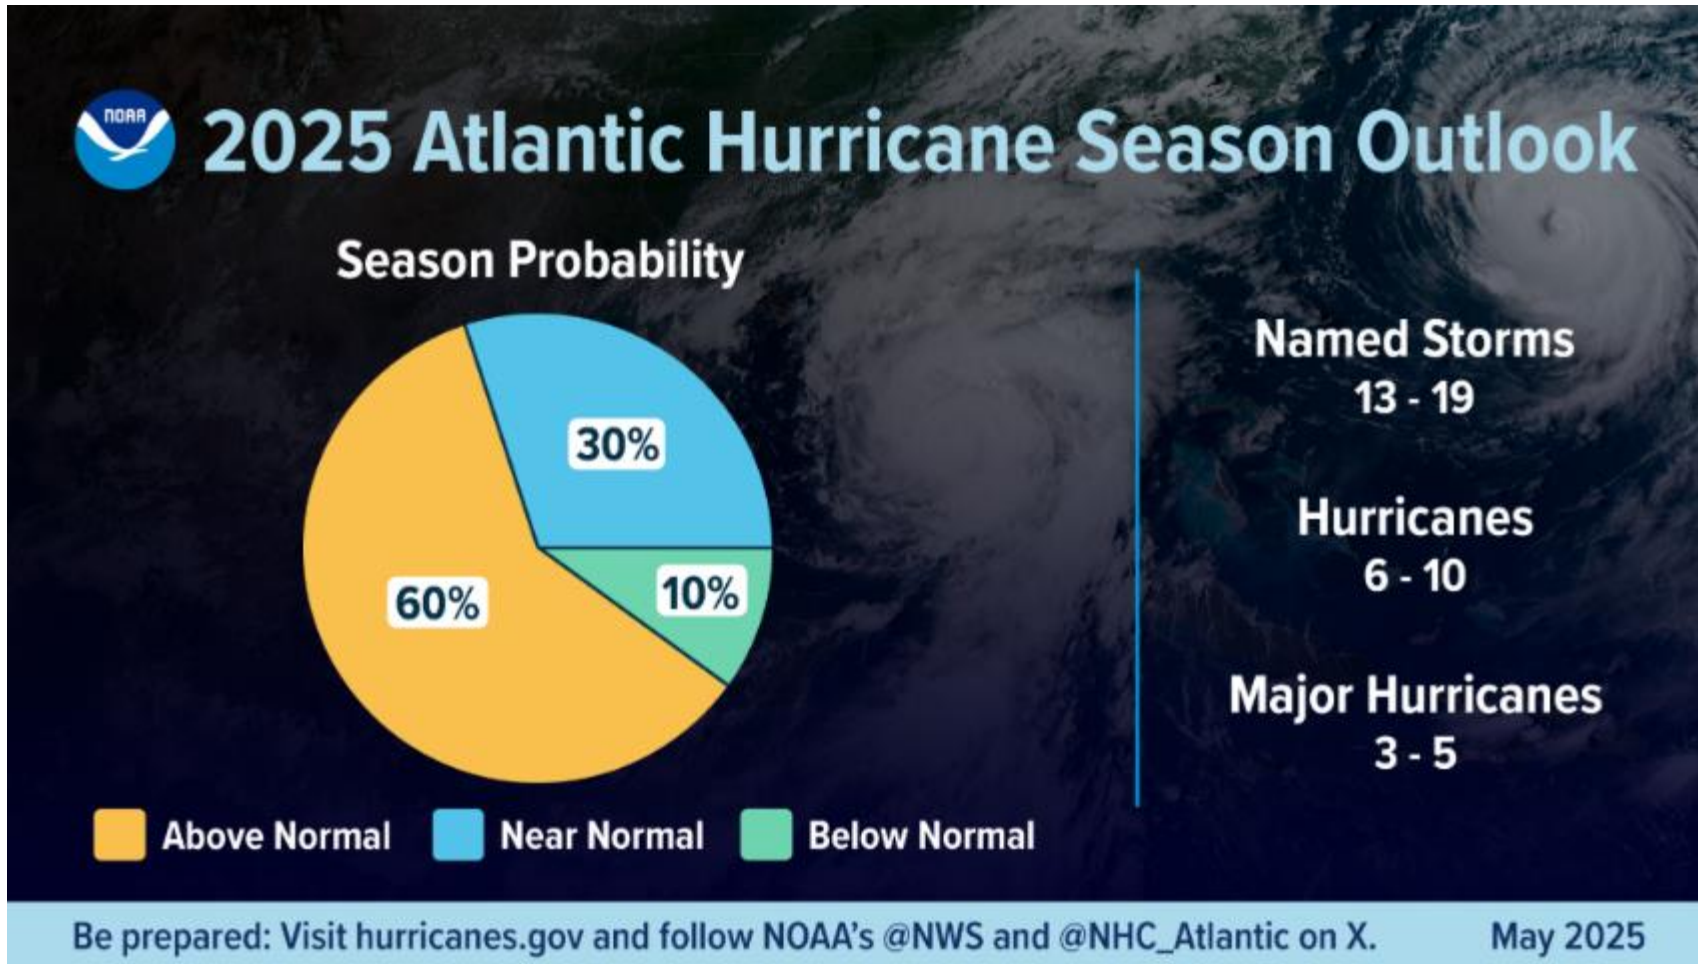 NOAA
2025 Atlantic Hurricane Season Outlook
Season Probability
30%
60%
10%
Above Normal
Near Normal
Below Normal
Named Storms
13 - 19
Hurricanes
6 - 10
Major Hurricanes
3 - 5
Be prepared: Visit hurricanes.gov and follow NOAA's @NWS and @NHC_Atlantic on X.
May 2025